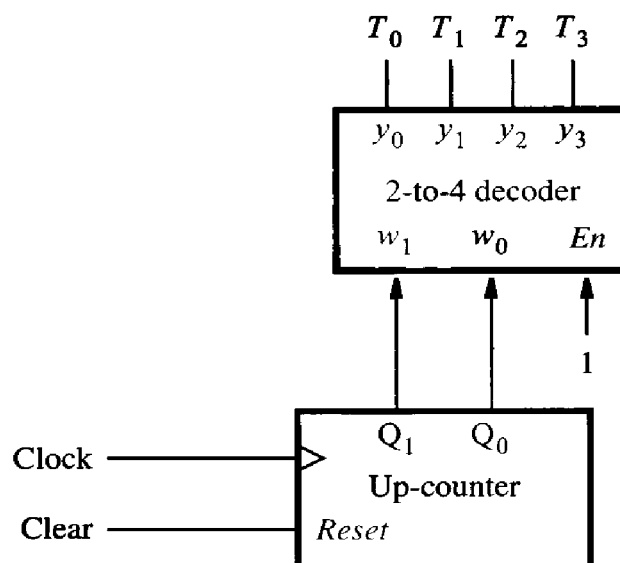 T0 T1 T2 T3
y0 y1 y2 y3
2-to-4 decoder
w1 w0 En
1
Q1 Q0
Clock
Up-counter
Clear
Reset